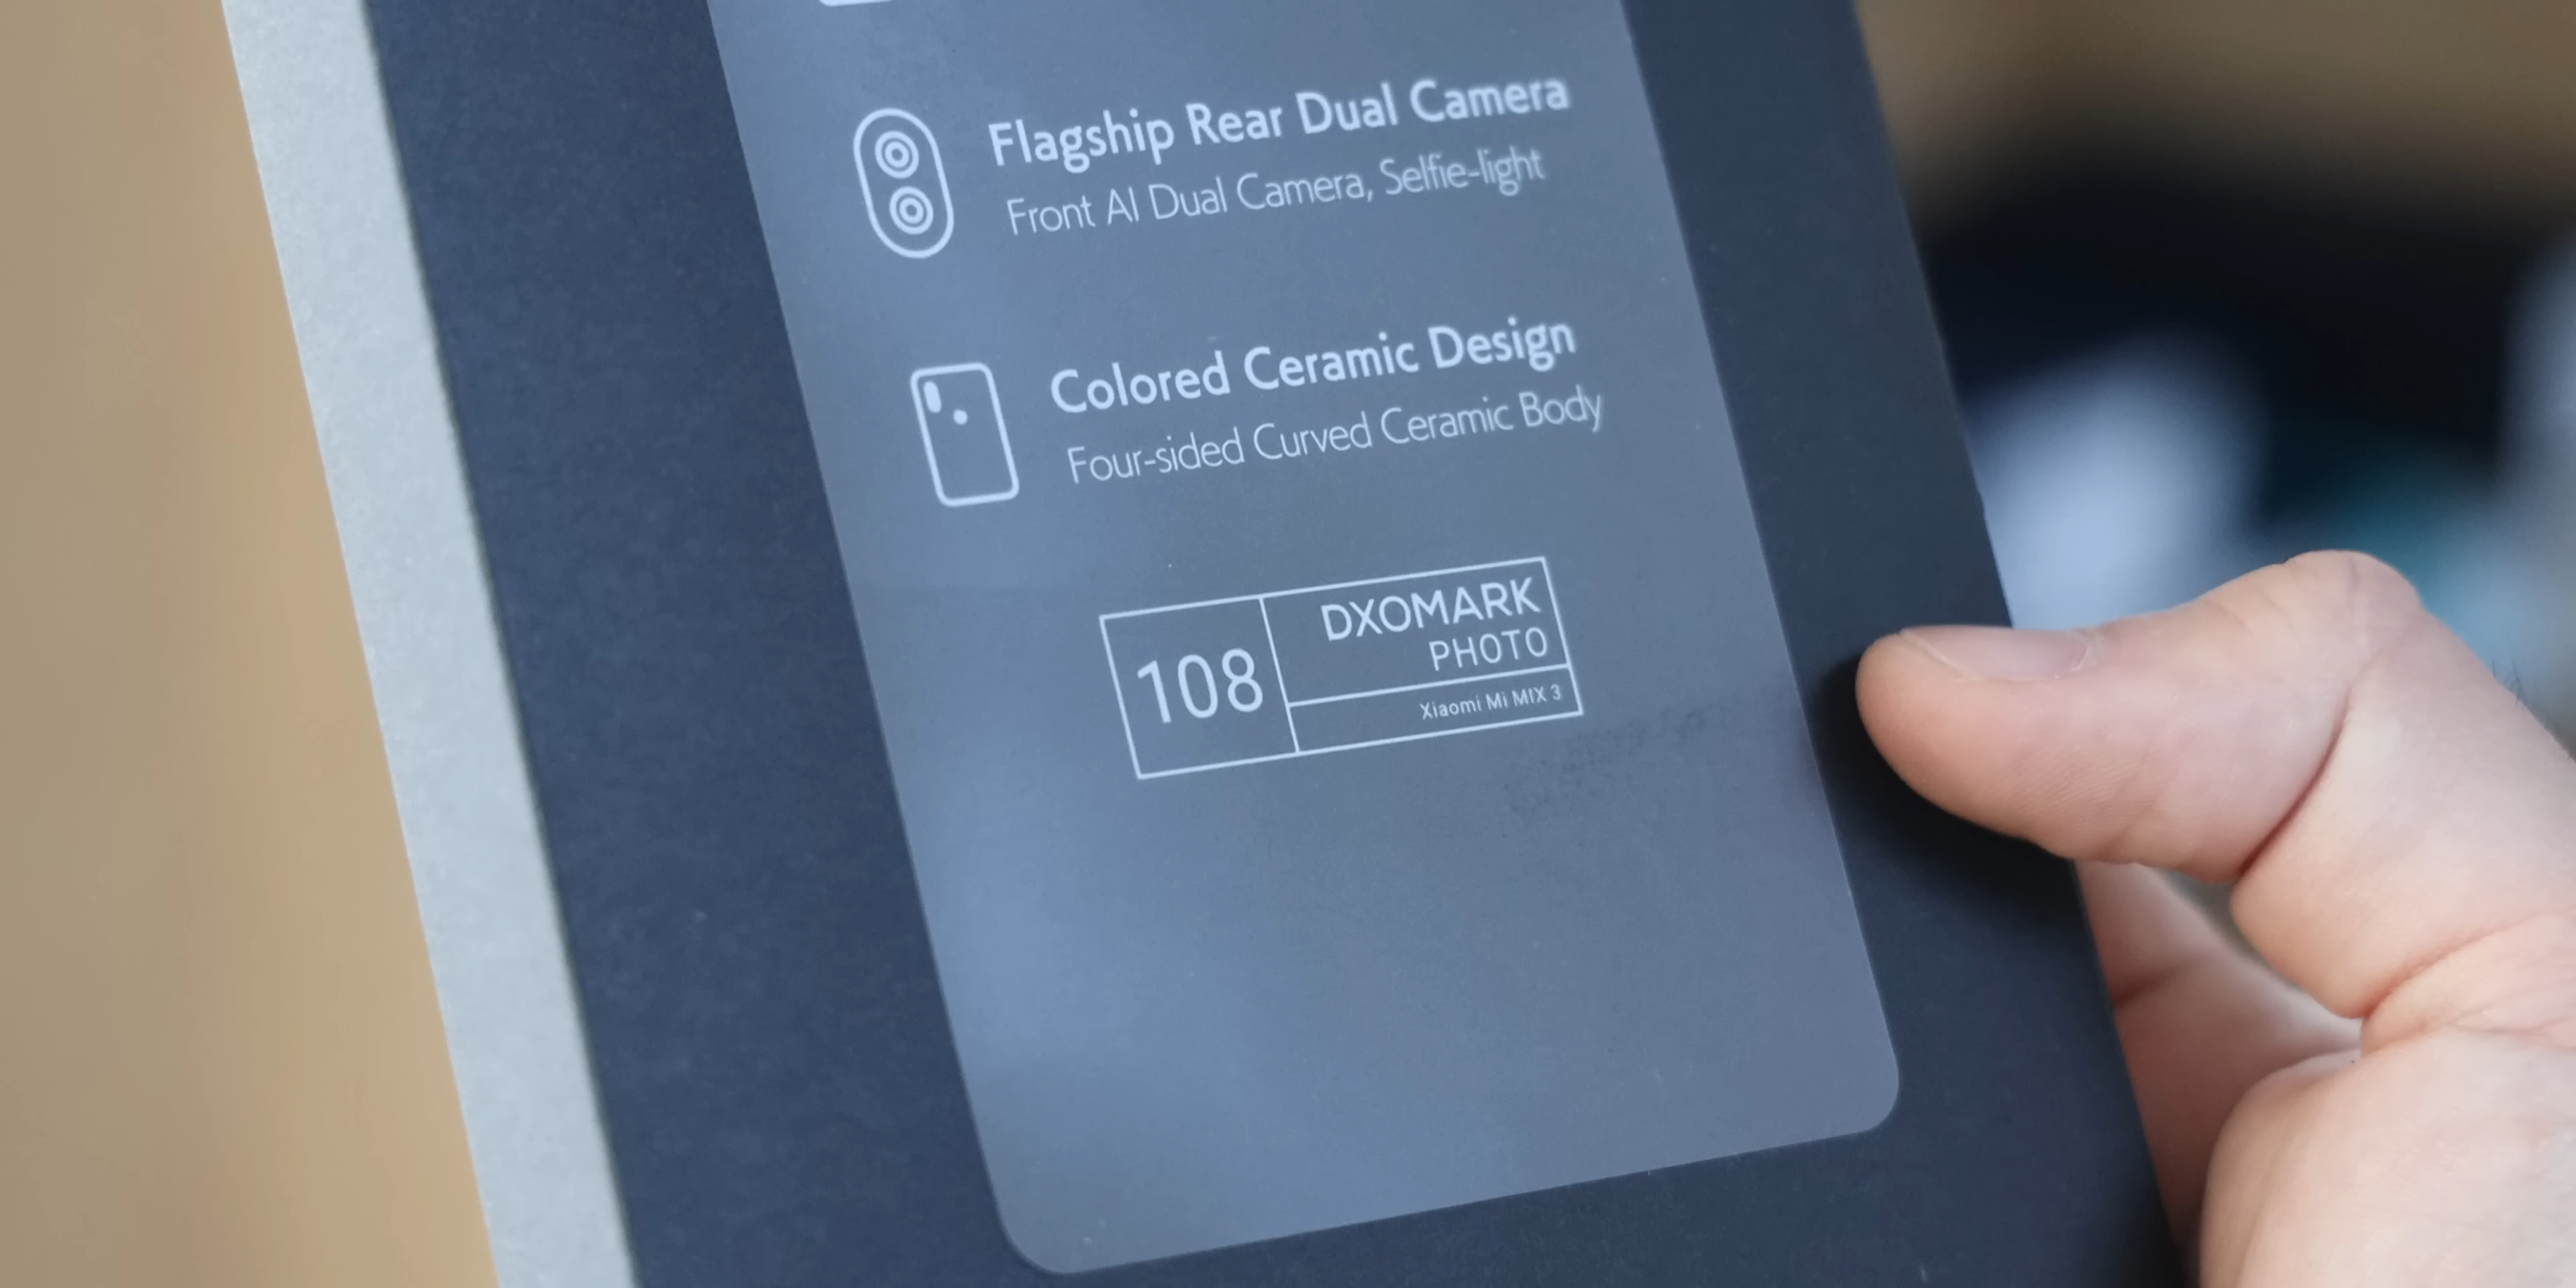 Flagship Rear Dual Camera
Front AI Dual Camera, Selfie-light
Colored Ceramic Design
Four-sided Curved Ceramic Body
108
DXOMARK
PHOTO
Xiaomi Mi MIX 3